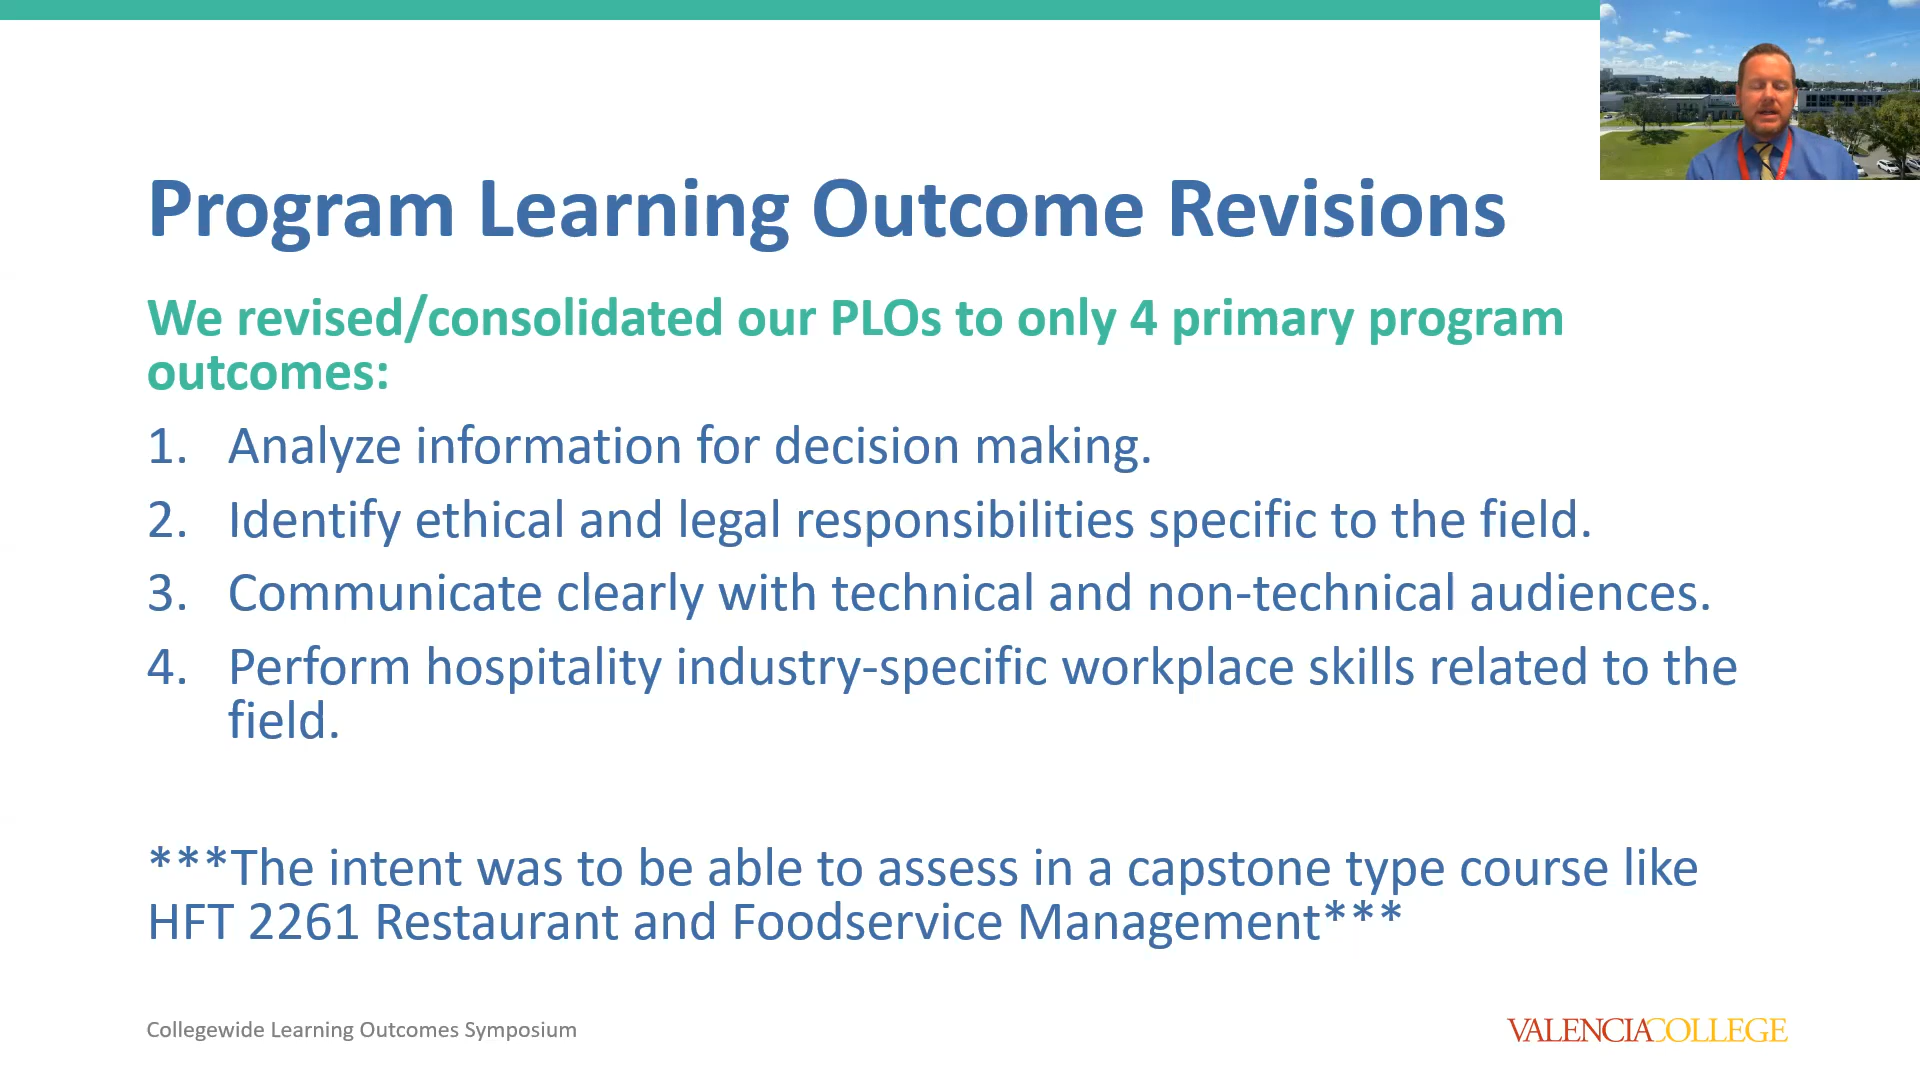 Program Learning Outcome Revisions
We revised/consolidated our PLOs to only 4 primary program
outcomes:
1. Analyze information for decision making.
2. Identify ethical and legal responsibilities specific to the field.
3. Communicate clearly with technical and non-technical audiences.
4. Perform hospitality industry-specific workplace skills related to the
field.
***The intent was to be able to assess in a capstone type course like
HFT 2261 Restaurant and Foodservice Management***
Collegewide Learning Outcomes Symposium
VALENCIACOLLEGE